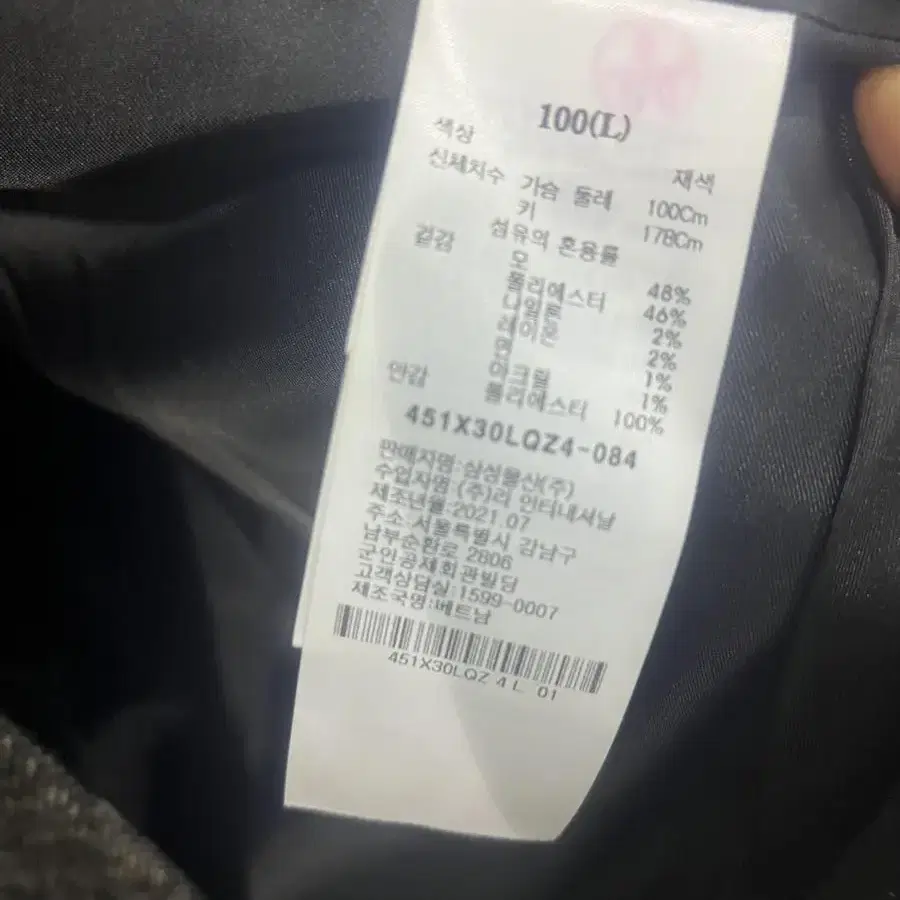 100(L)
색상 재색
신체치수 가슴 둘레 100Cm
키 178Cm
섬유의 혼용률
겉감 모 48%
폴리에스터 46%
나일론 2%
레이온 2%
면 1%
아크릴 1%
안감 폴리에스터 100%
451X30LQZ4-084
판매자명:삼성물산(주)
수입자명:(주)리 인터내셔날
제조년월:2021.07
주소:서울특별시 강남구
남부순환로 2806
군인공제회관빌딩
고객상담실:1599-0007
제조국명:베트남
451X30LQZ 4 L 01